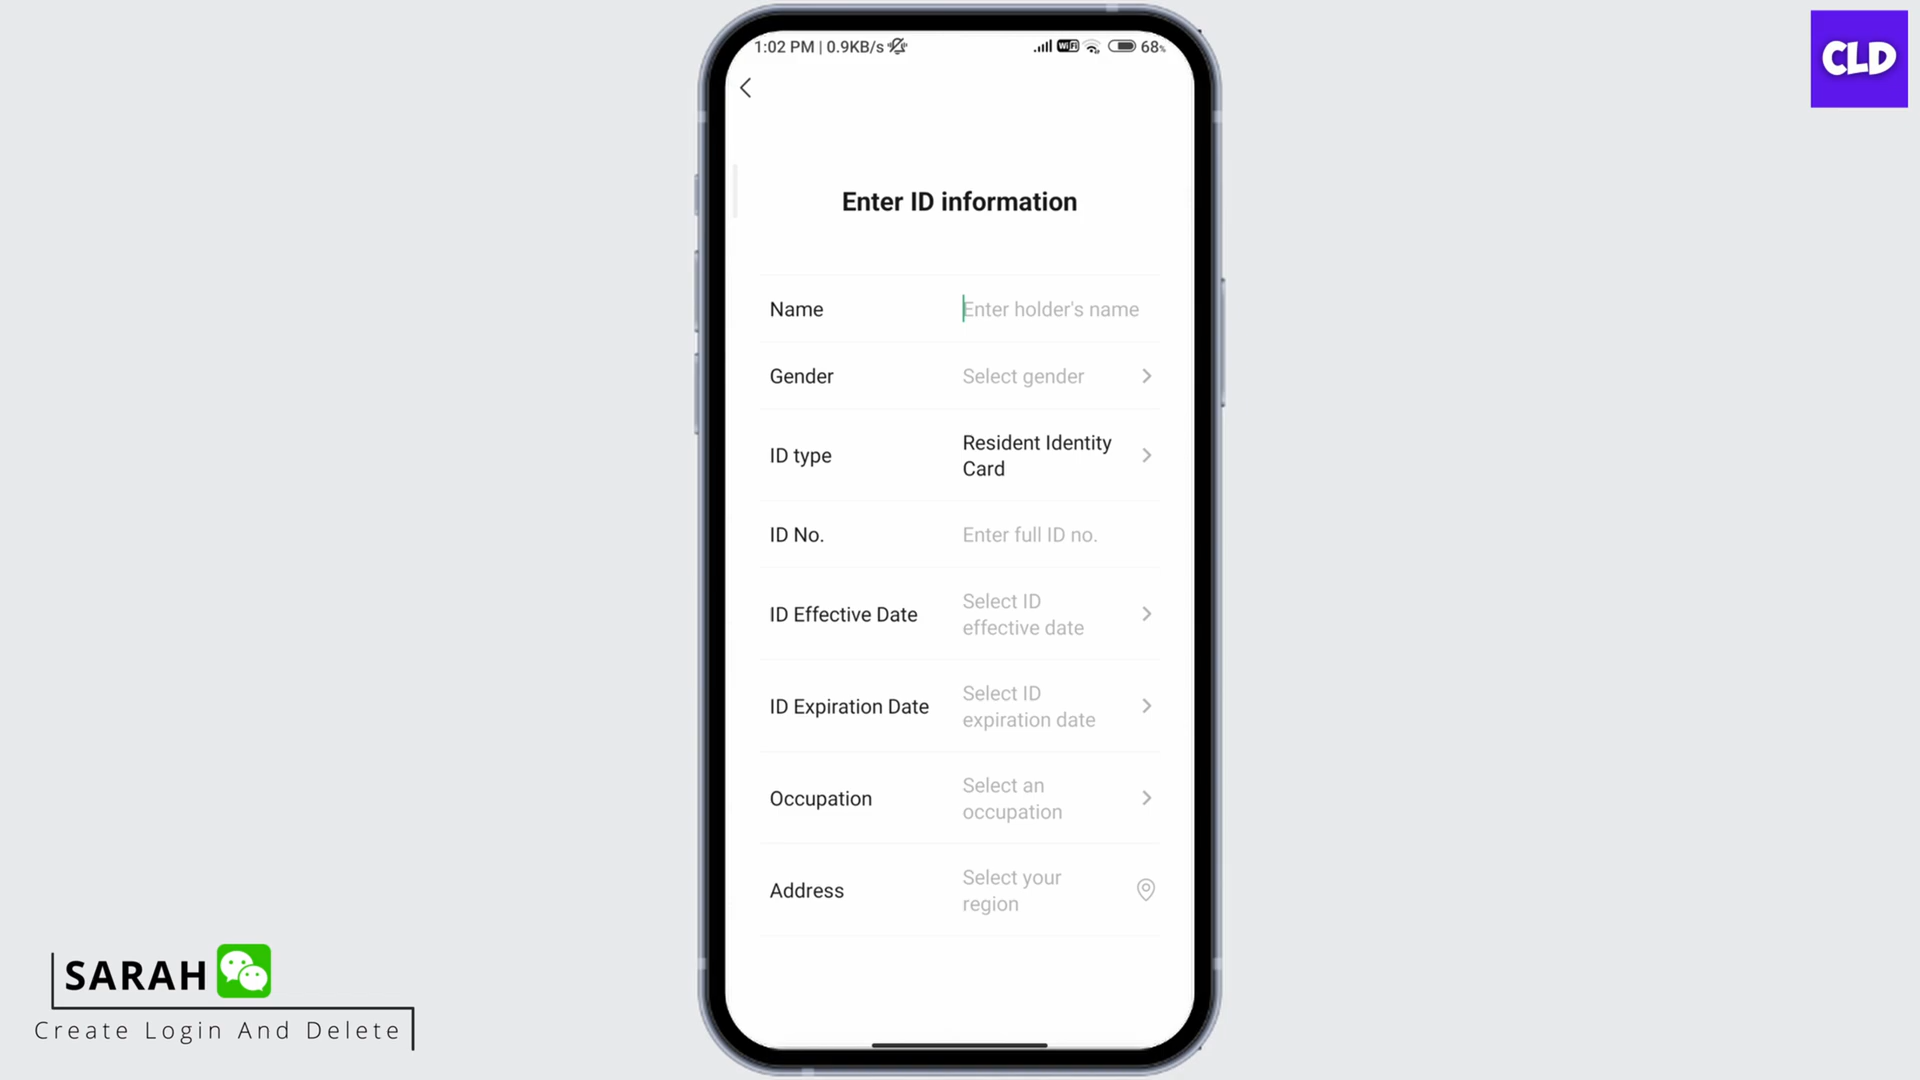 1:02 PM | 0.9KB/s
WiFi
68%
CLD
Enter ID information
Name
Enter holder's name
Gender
Select gender
ID type
Resident Identity
Card
ID No.
Enter full ID no.
ID Effective Date
Select ID
effective date
ID Expiration Date
Select ID
expiration date
Occupation
Select an
occupation
Address
Select your
region
SARAH
Create Login And Delete